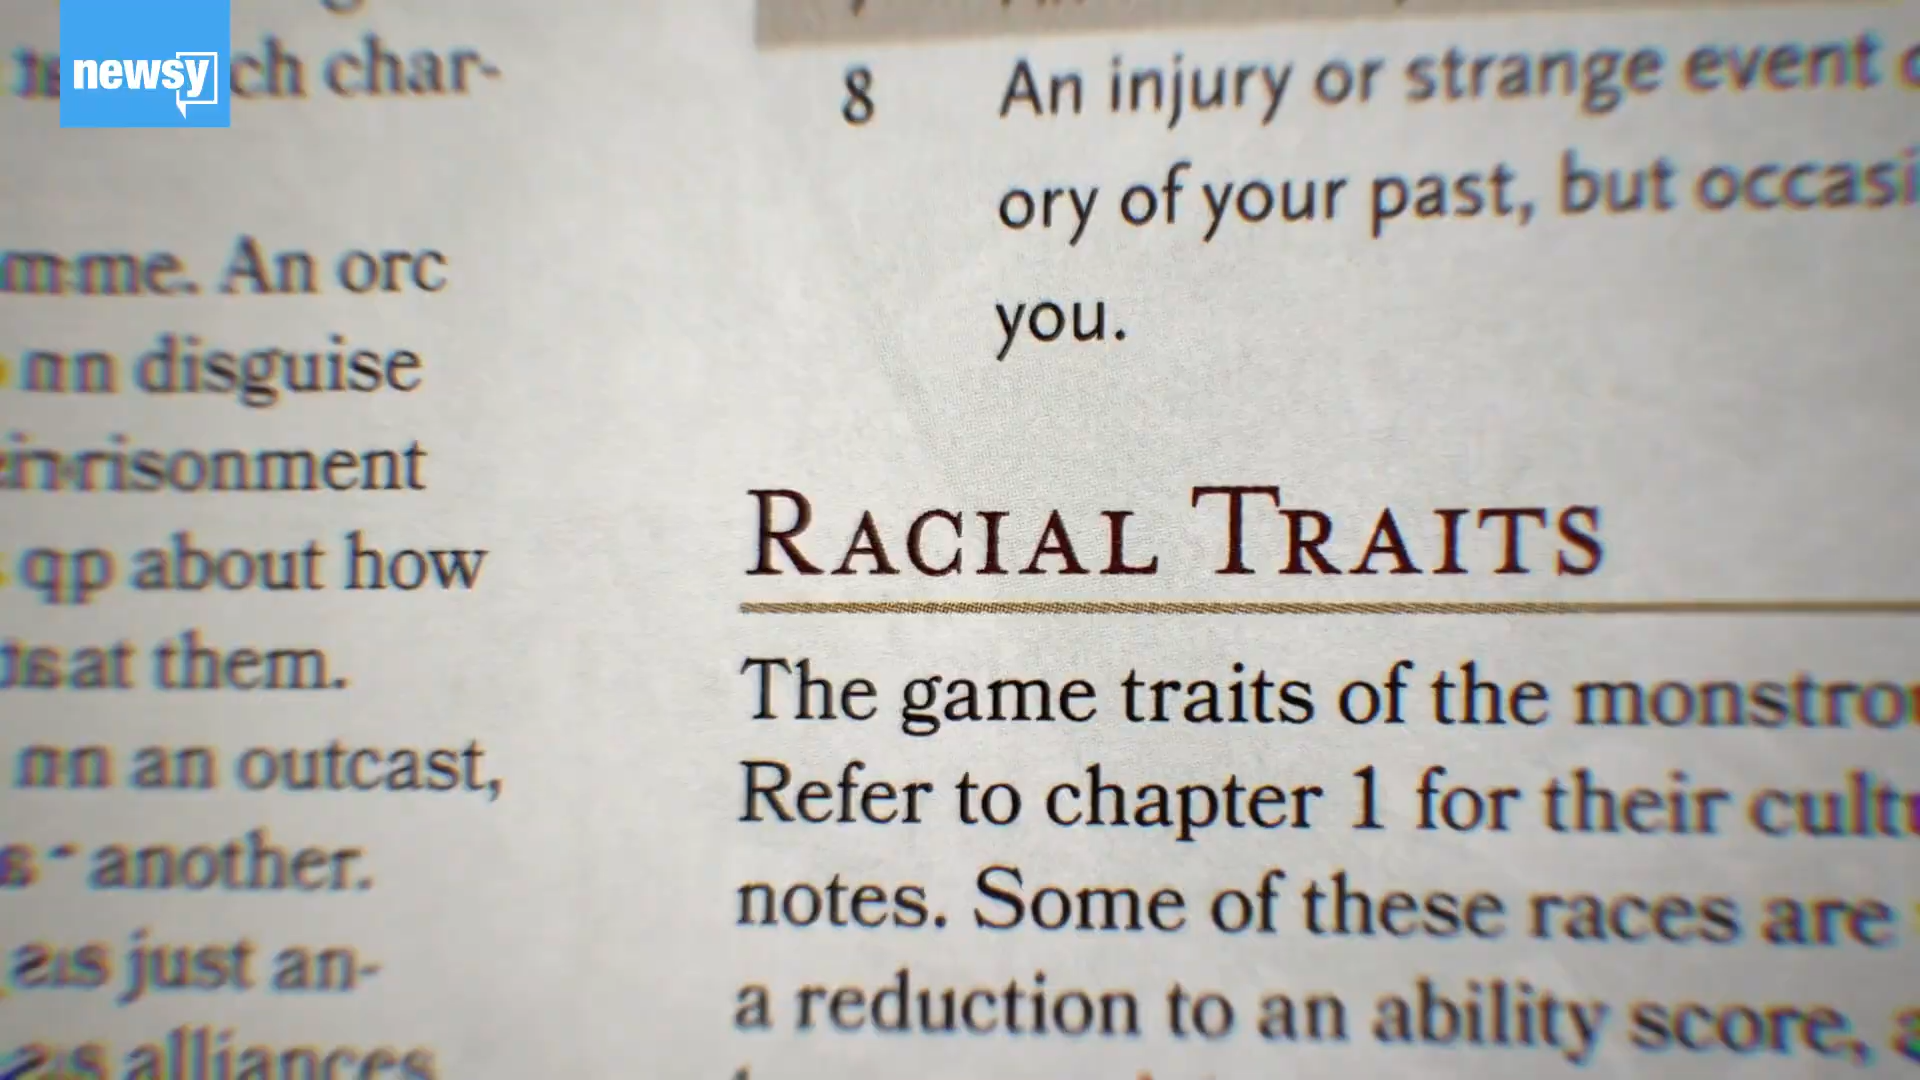 newsy
ch char-
An orc
disguise
about how
at them.
an outcast,
another.
just an-
alliances
8 An injury or strange event
ory of your past, but occasi
you.
RACIAL TRAITS
The game traits of the monstro
Refer to chapter 1 for their cult
notes. Some of these races are
a reduction to an ability score,